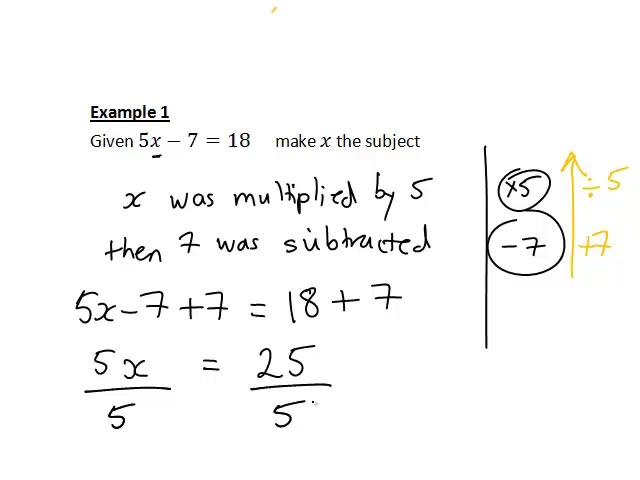 Example 1
Given 5x − 7 = 18 make x the subject
x was multiplied by 5
then 7 was subtracted
5x − 7 + 7 = 18 + 7
5x = 25
5 5
×5 ÷5
−7 +7